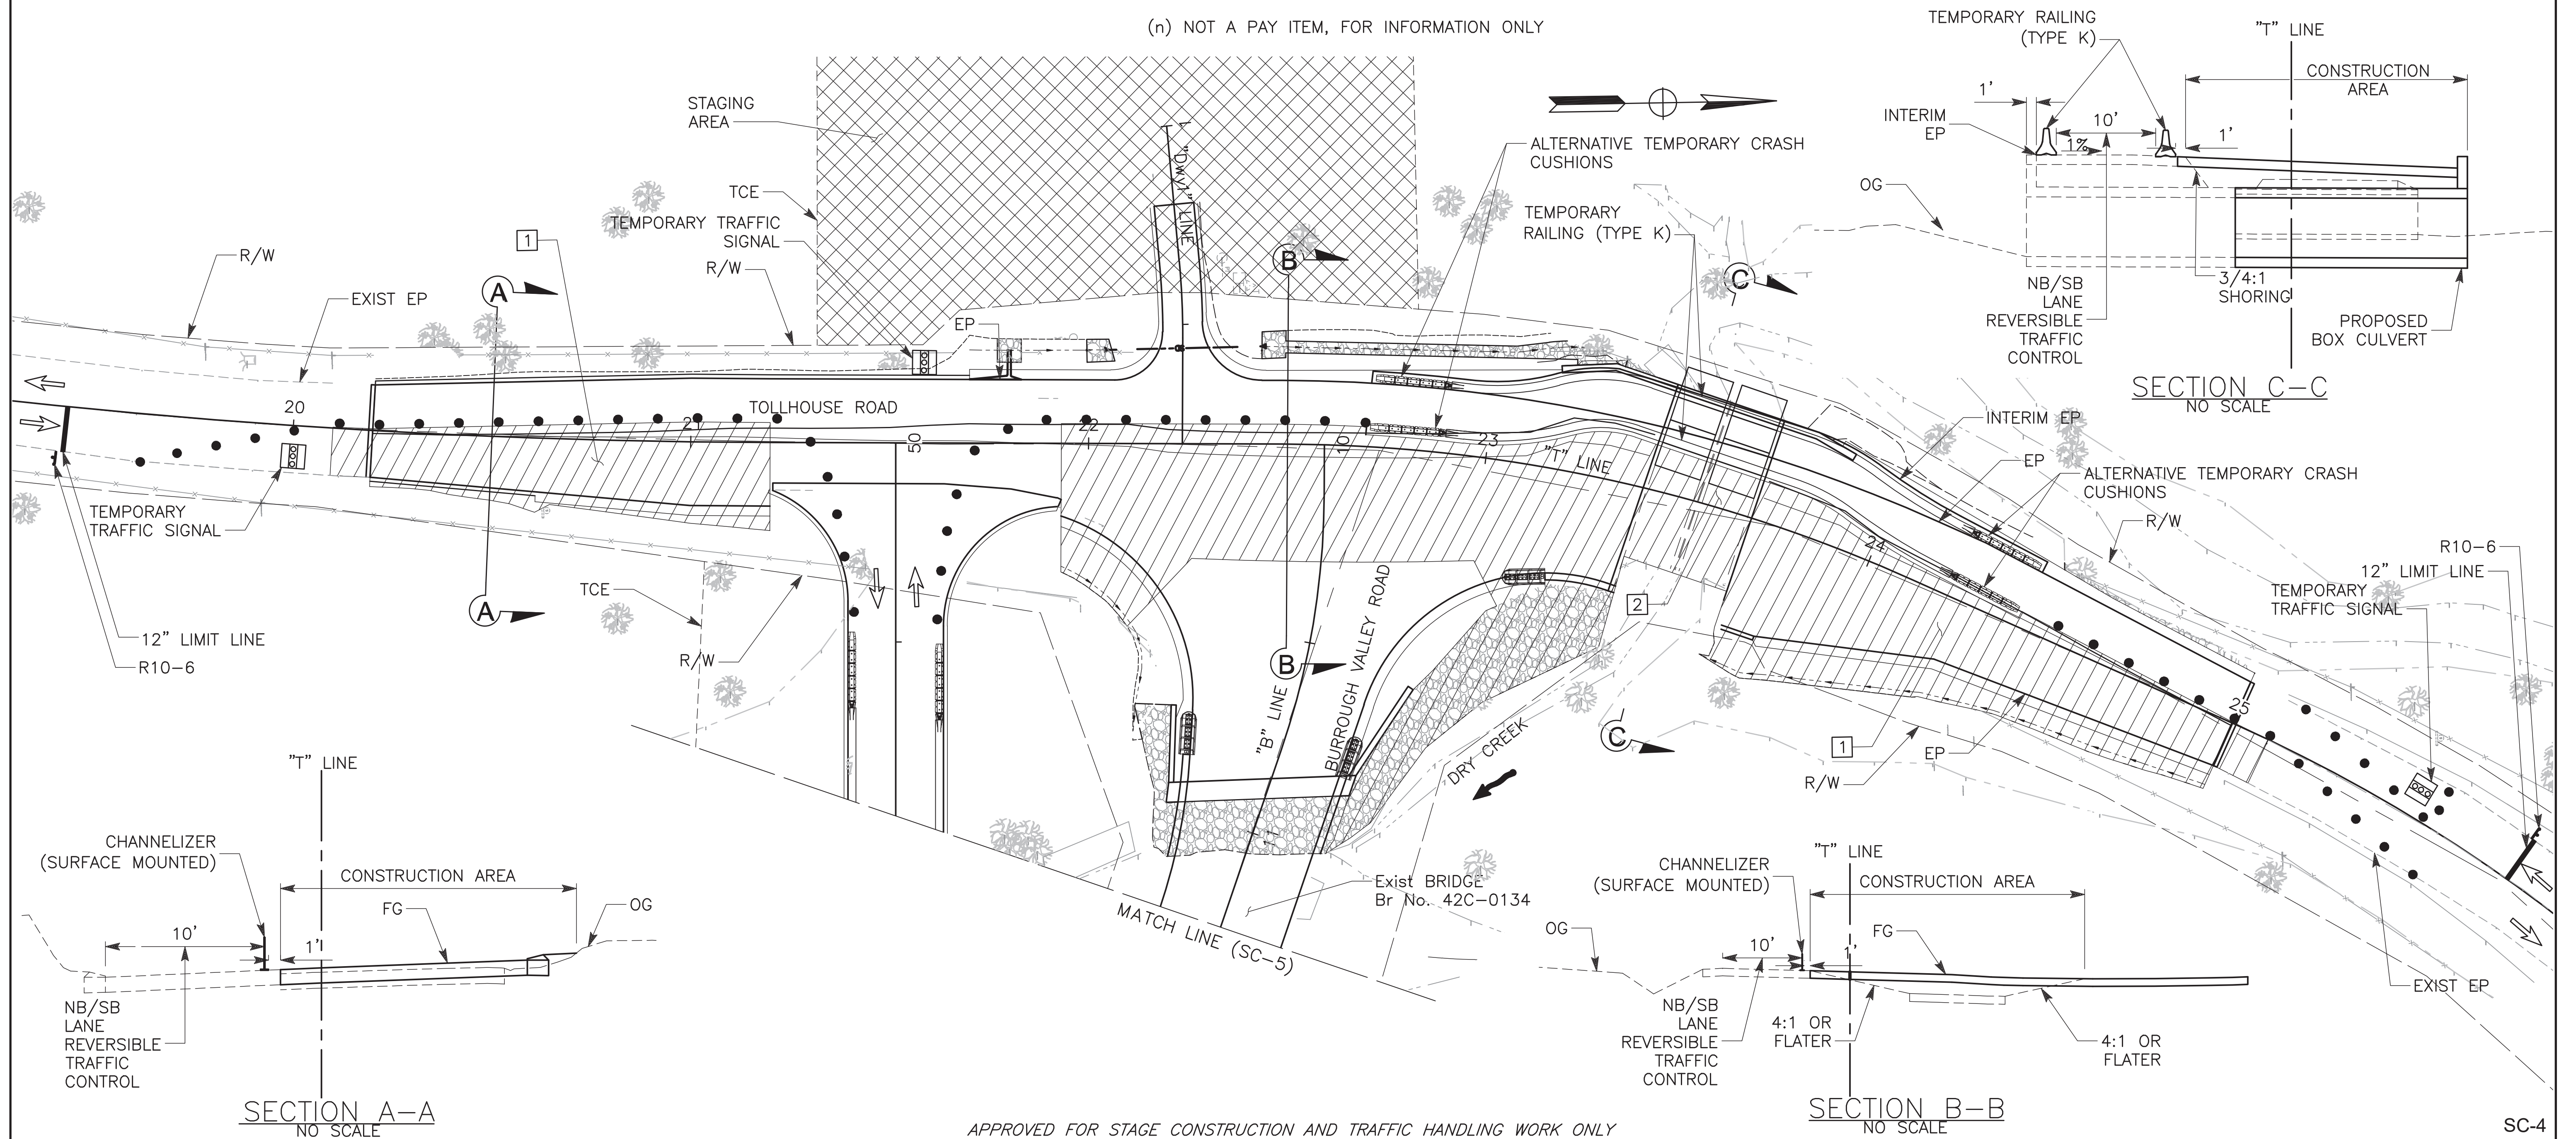 (n) NOT A PAY ITEM, FOR INFORMATION ONLY
STAGING
AREA
TCE
TEMPORARY TRAFFIC
SIGNAL
R/W
1
"Dwy1" LINE
B
ALTERNATIVE TEMPORARY CRASH
CUSHIONS
TEMPORARY
RAILING (TYPE K)
C
TEMPORARY RAILING
(TYPE K)
"T" LINE
CONSTRUCTION
AREA
1'
INTERIM
EP
10'
1%
1'
OG
NB/SB
LANE
REVERSIBLE
TRAFFIC
CONTROL
3/4:1
SHORING
PROPOSED
BOX CULVERT
SECTION C-C
NO SCALE
R/W
EXIST EP
A
EP
20
TOLLHOUSE ROAD
21
50
22
10
23
"T" LINE
24
25
INTERIM EP
EP
ALTERNATIVE TEMPORARY CRASH
CUSHIONS
R/W
R10-6
12" LIMIT LINE
TEMPORARY
TRAFFIC SIGNAL
TEMPORARY
TRAFFIC SIGNAL
12" LIMIT LINE
R10-6
A
TCE
R/W
B
"B" LINE
BURROUGH VALLEY ROAD
11
2
DRY CREEK
C
1
R/W
EP
EXIST EP
Exist BRIDGE
Br No. 42C-0134
MATCH LINE (SC-5)
"T" LINE
CHANNELIZER
(SURFACE MOUNTED)
CONSTRUCTION AREA
FG
OG
10'
1'
NB/SB
LANE
REVERSIBLE
TRAFFIC
CONTROL
SECTION A-A
NO SCALE
"T" LINE
CHANNELIZER
(SURFACE MOUNTED)
CONSTRUCTION AREA
OG
FG
10'
1'
NB/SB
LANE
REVERSIBLE
TRAFFIC
CONTROL
4:1 OR
FLATER
4:1 OR
FLATER
SECTION B-B
NO SCALE
APPROVED FOR STAGE CONSTRUCTION AND TRAFFIC HANDLING WORK ONLY
SC-4